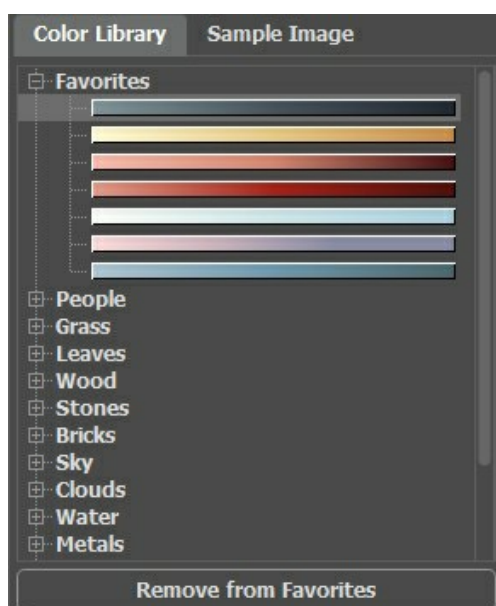 Color Library Sample Image
Favorites
People
Grass
Leaves
Wood
Stones
Bricks
Sky
Clouds
Water
Metals
Remove from Favorites